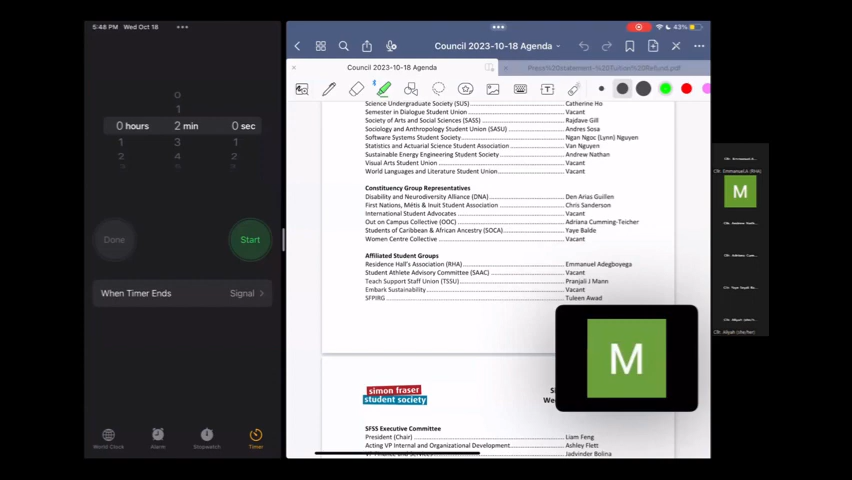 5:48 PM Wed Oct 18
43%
Council 2023-10-18 Agenda
Council 2023-10-18 Agenda
0
1
0 hours 2 min 0 sec
1 3 1
2 4 2
Done
Start
When Timer Ends Signal
World Clock
Alarm
Stopwatch
Timer
Science Undergraduate Society (SUS) Catherine Ho
Semester in Dialogue Student Union Vacant
Society of Arts and Social Sciences (SASS) Rajdave Gill
Sociology and Anthropology Student Union (SASU) Andres Sosa
Software Systems Student Society Ngan Ngoc (Lynn) Nguyen
Statistics and Actuarial Science Student Association Van Nguyen
Sustainable Energy Engineering Student Society Andrew Nathan
Visual Arts Student Union Vacant
World Languages and Literature Student Union Vacant
Constituency Group Representatives
Disability and Neurodiversity Alliance (DNA) Den Arias Guillen
First Nations, Métis & Inuit Student Association Chris Sanderson
International Student Advocates Vacant
Out on Campus Collective (OOC) Adriana Cumming-Teicher
Students of Caribbean & African Ancestry (SOCA) Yaye Balde
Women Centre Collective Vacant
Affiliated Student Groups
Residence Hall's Association (RHA) Emmanuel Adegboyega
Student Athlete Advisory Committee (SAAC) Vacant
Teach Support Staff Union (TSSU) Pranjali J Mann
Embark Sustainability Vacant
SFPIRG Tuleen Awad
M
M
simon fraser
student society
SFSS Executive Committee
President (Chair) Liam Feng
Acting VP Internal and Organizational Development Ashley Flett
VP Finance and Services Jadvinder Bolina